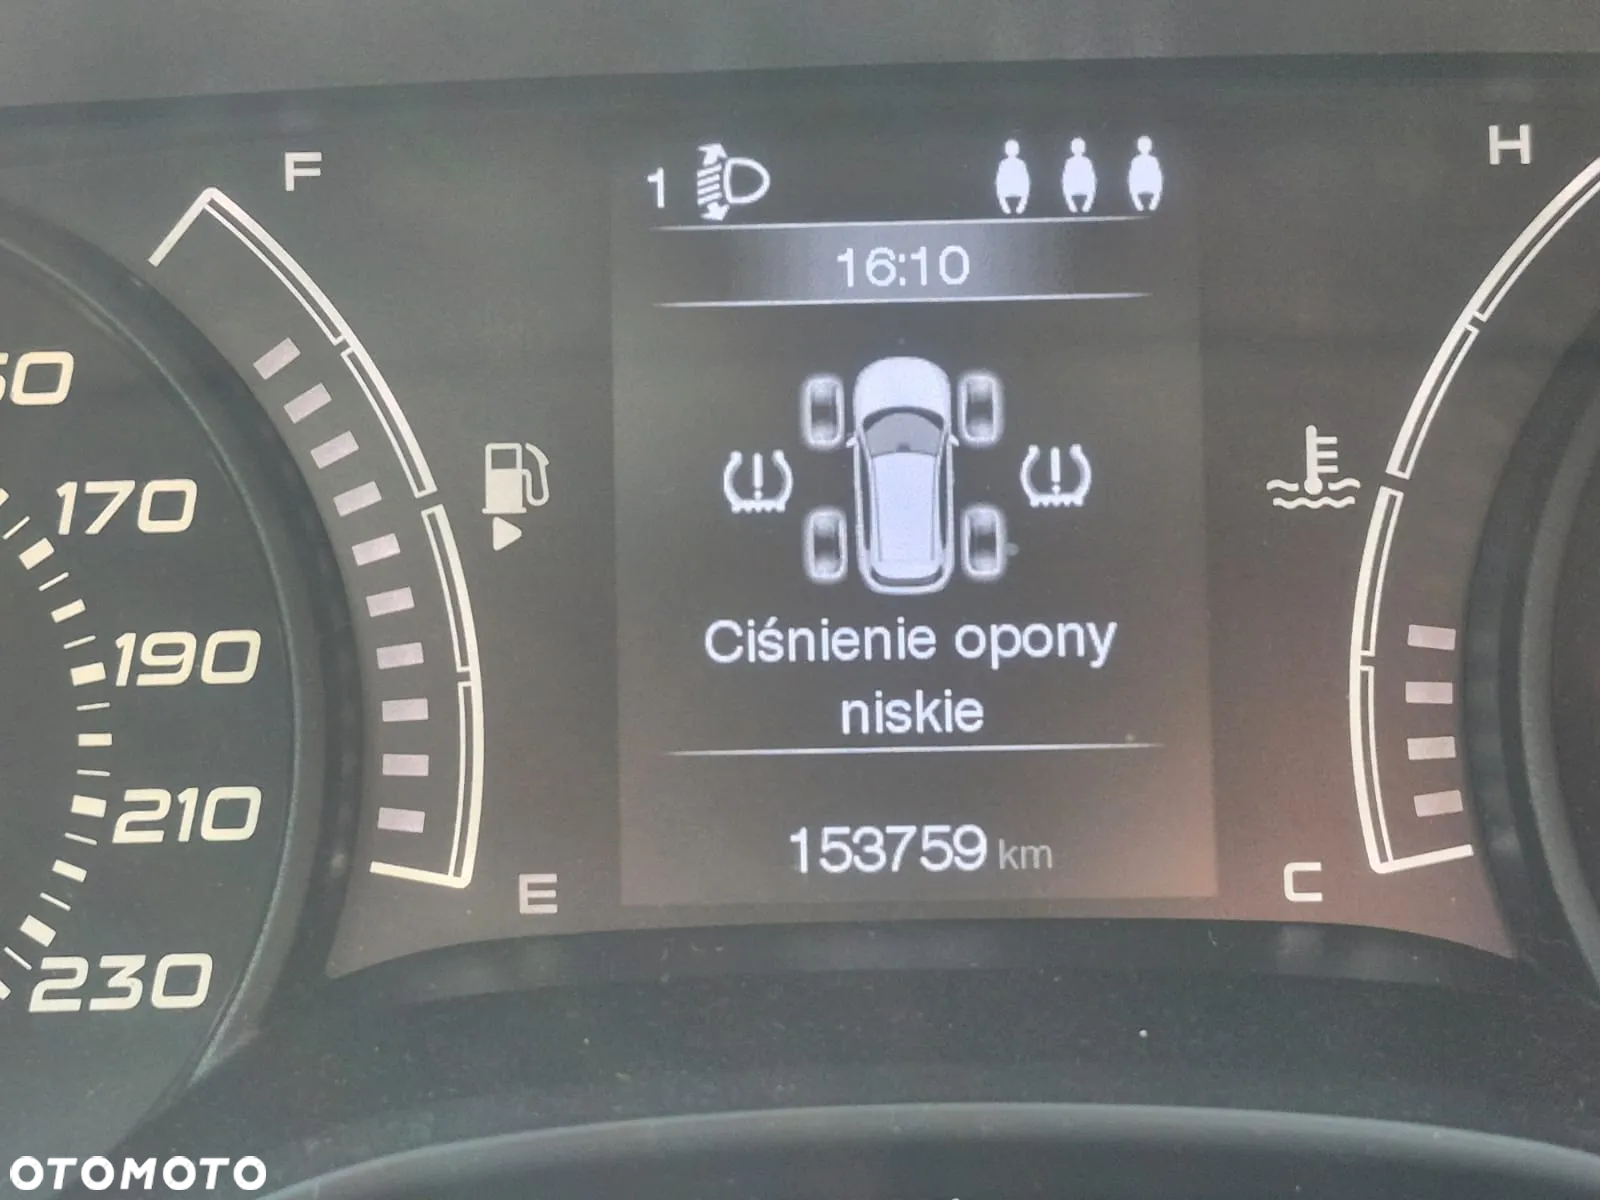 F
H
1
16:10
170
190
210
230
Ciśnienie opony
niskie
153759 km
E
C
OTOMOTO